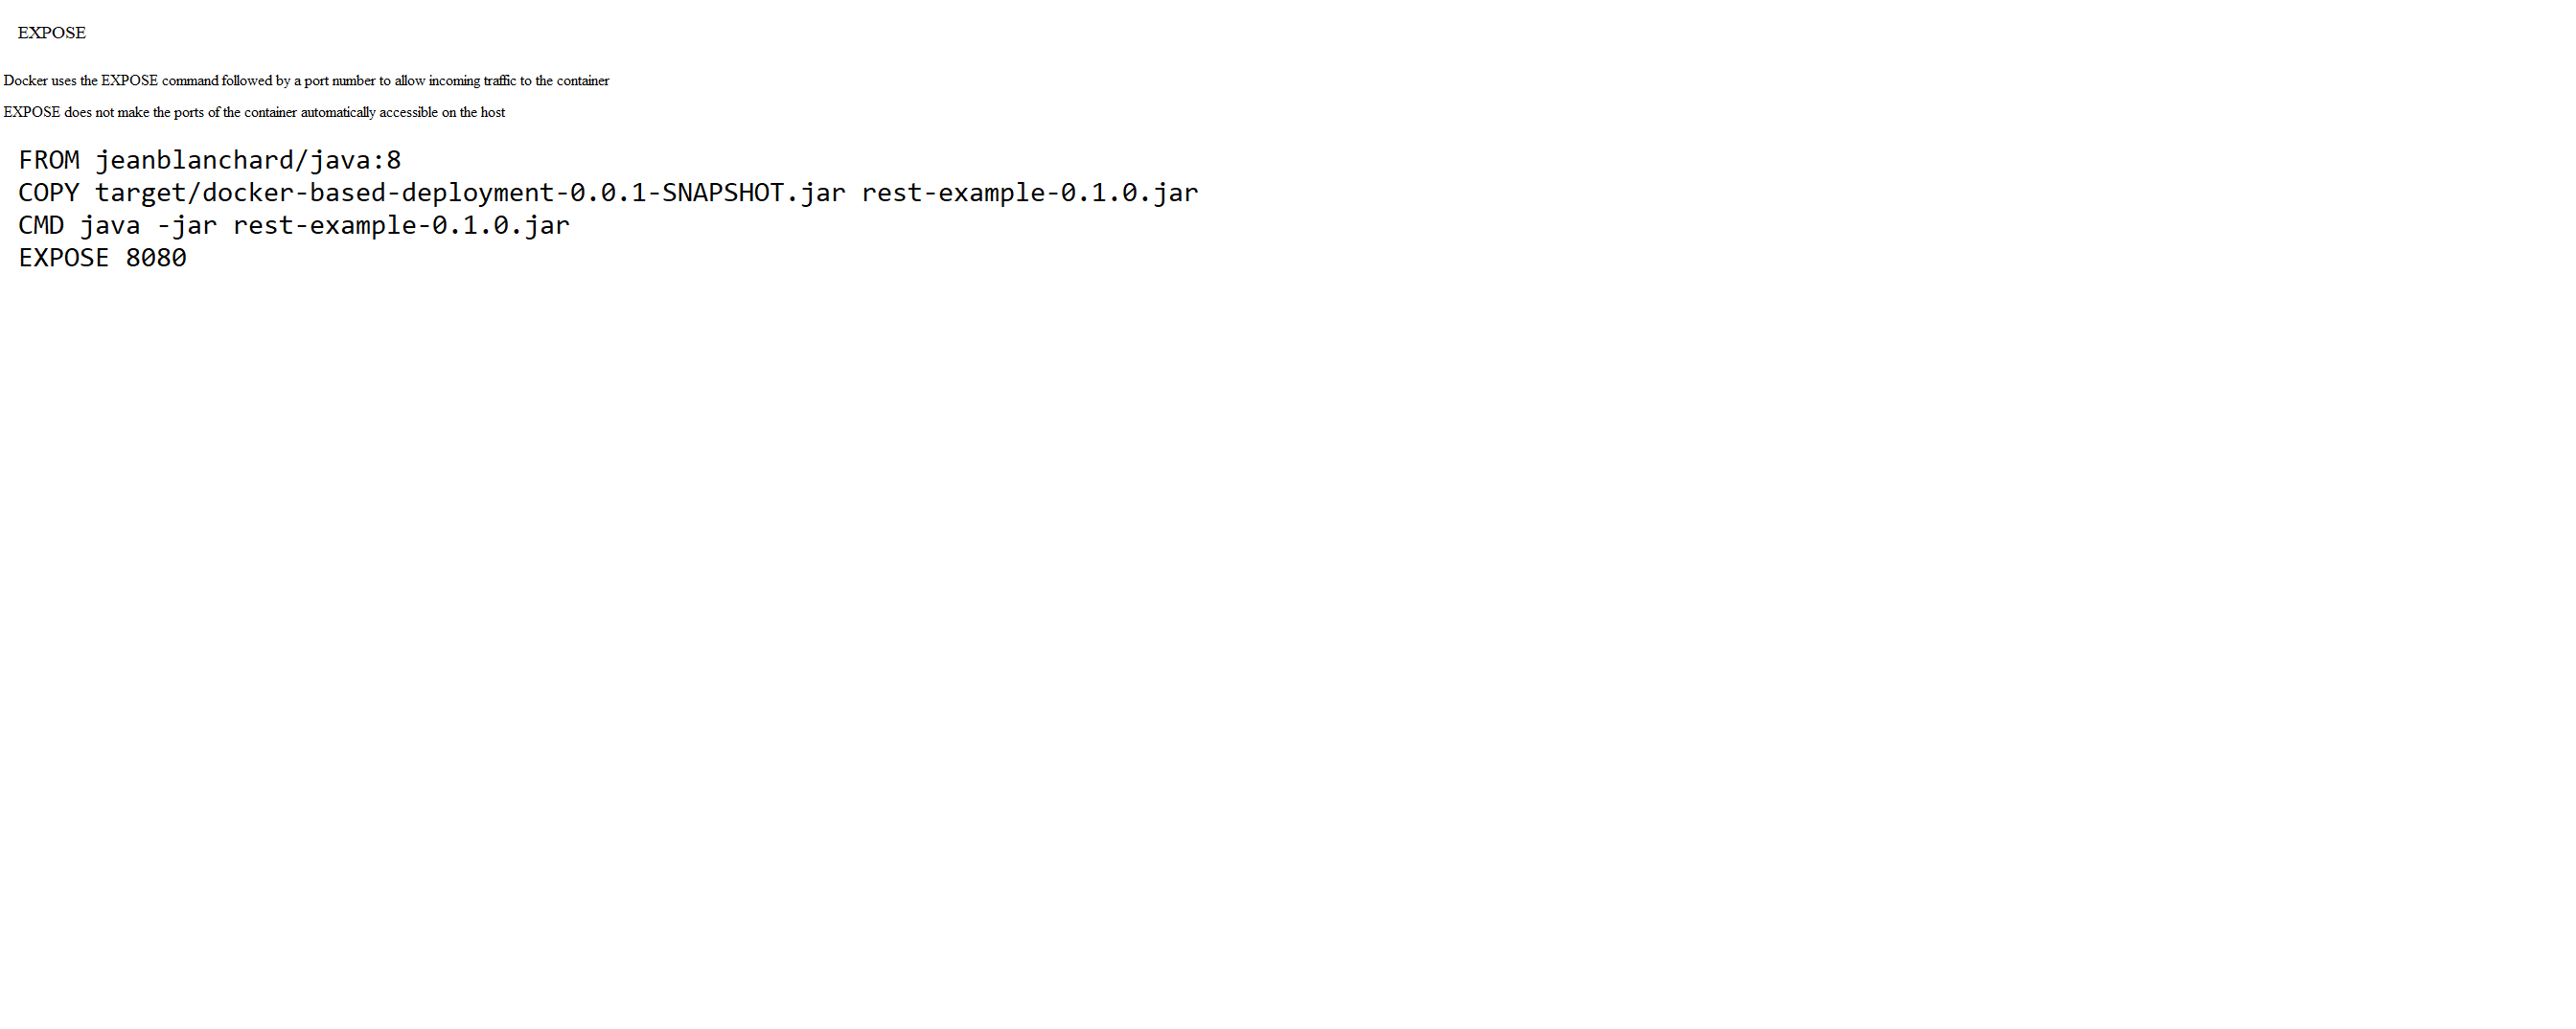 EXPOSE
Docker uses the EXPOSE command followed by a port number to allow incoming traffic to the container
EXPOSE does not make the ports of the container automatically accessible on the host
FROM jeanblanchard/java:8
COPY target/docker-based-deployment-0.0.1-SNAPSHOT.jar rest-example-0.1.0.jar
CMD java -jar rest-example-0.1.0.jar
EXPOSE 8080